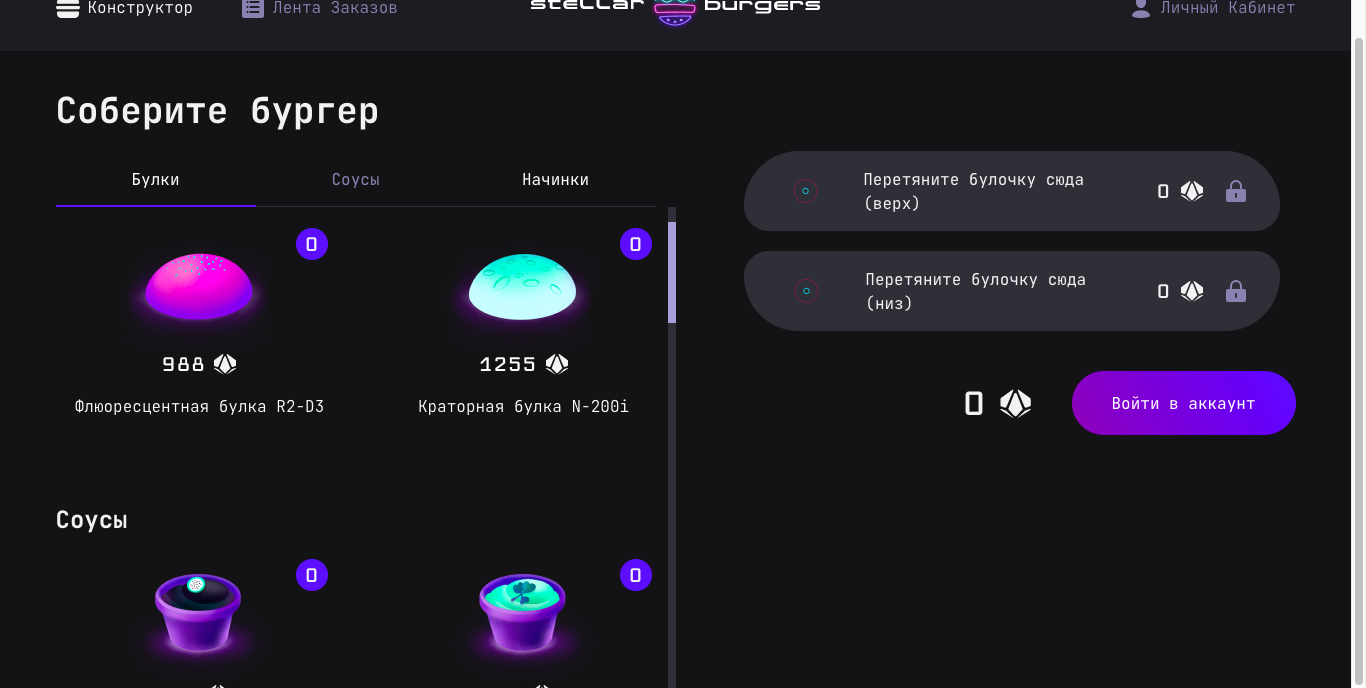 Конструктор
Лента Заказов
stellar burgers
Личный Кабинет
Соберите бургер
Булки
Соусы
Начинки
0
0
988
1255
Флюоресцентная булка R2-D3
Краторная булка N-200i
Соусы
0
0
Перетяните булочку сюда
(верх)
0
Перетяните булочку сюда
(низ)
0
0
Войти в аккаунт